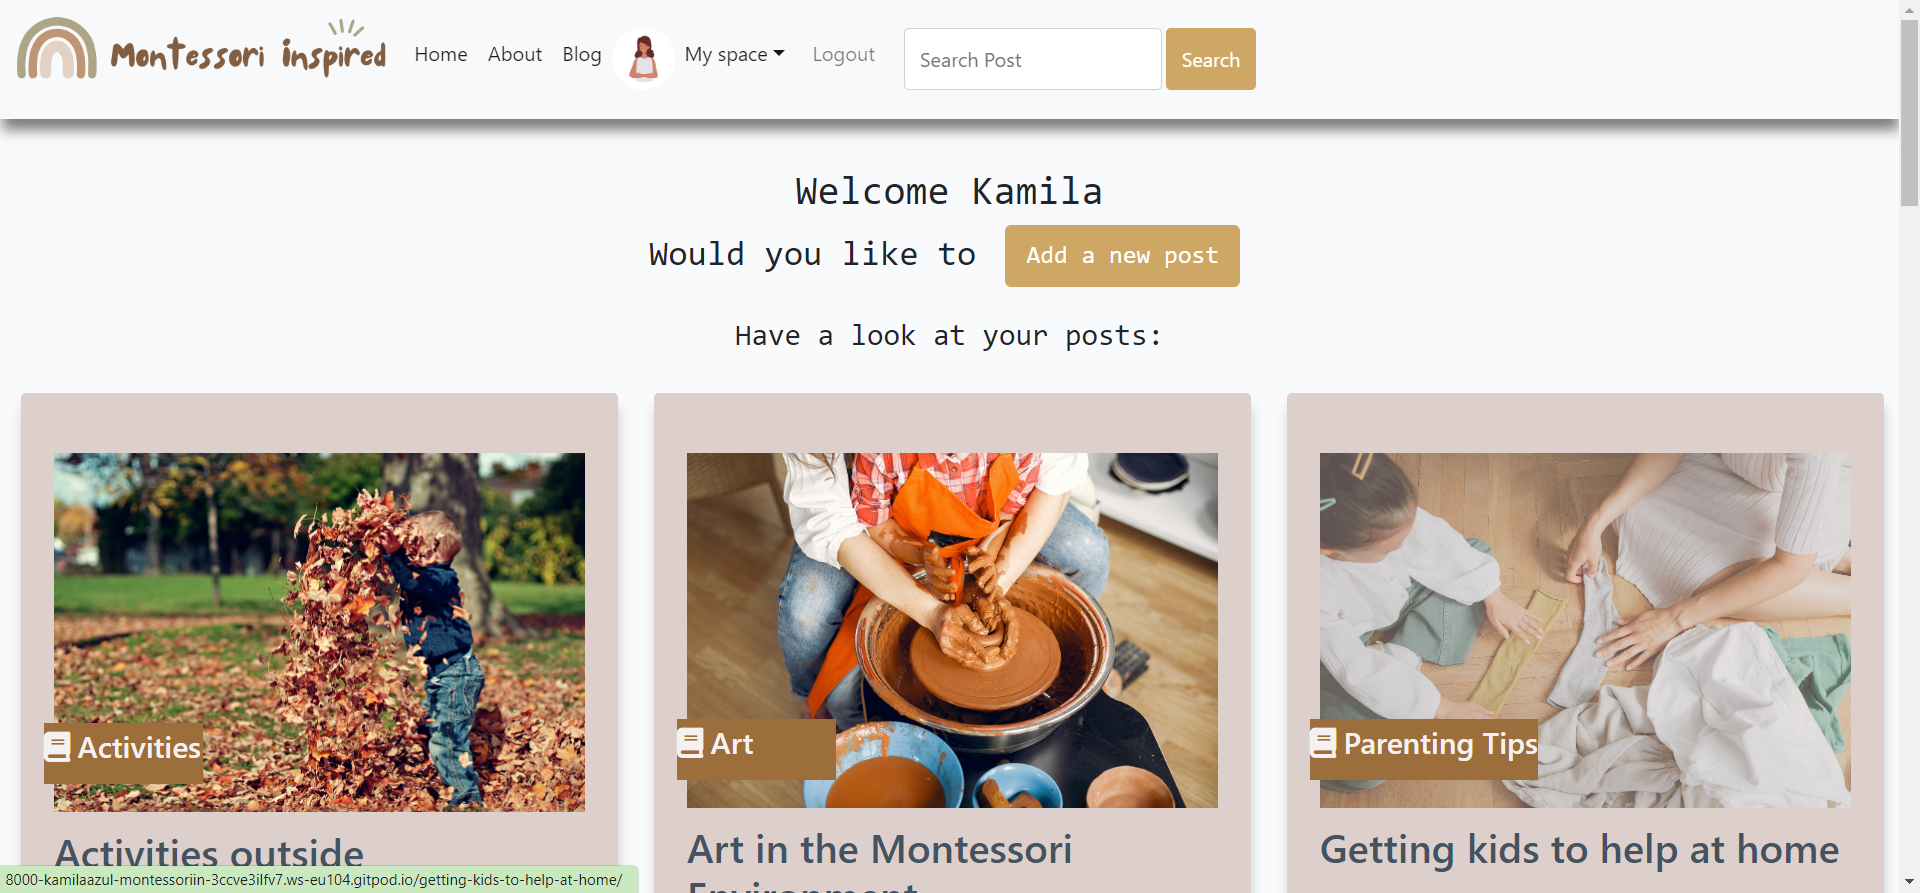 Montessori inspired
Home About Blog My space Logout Search Post Search
Welcome Kamila
Would you like to Add a new post
Have a look at your posts:
Activities
Art
Parenting Tips
Activities outside
Art in the Montessori
Environment
Getting kids to help at home
8000-kamilaazul-montessoriin-3ccve3ilfv7.ws-eu104.gitpod.io/getting-kids-to-help-at-home/